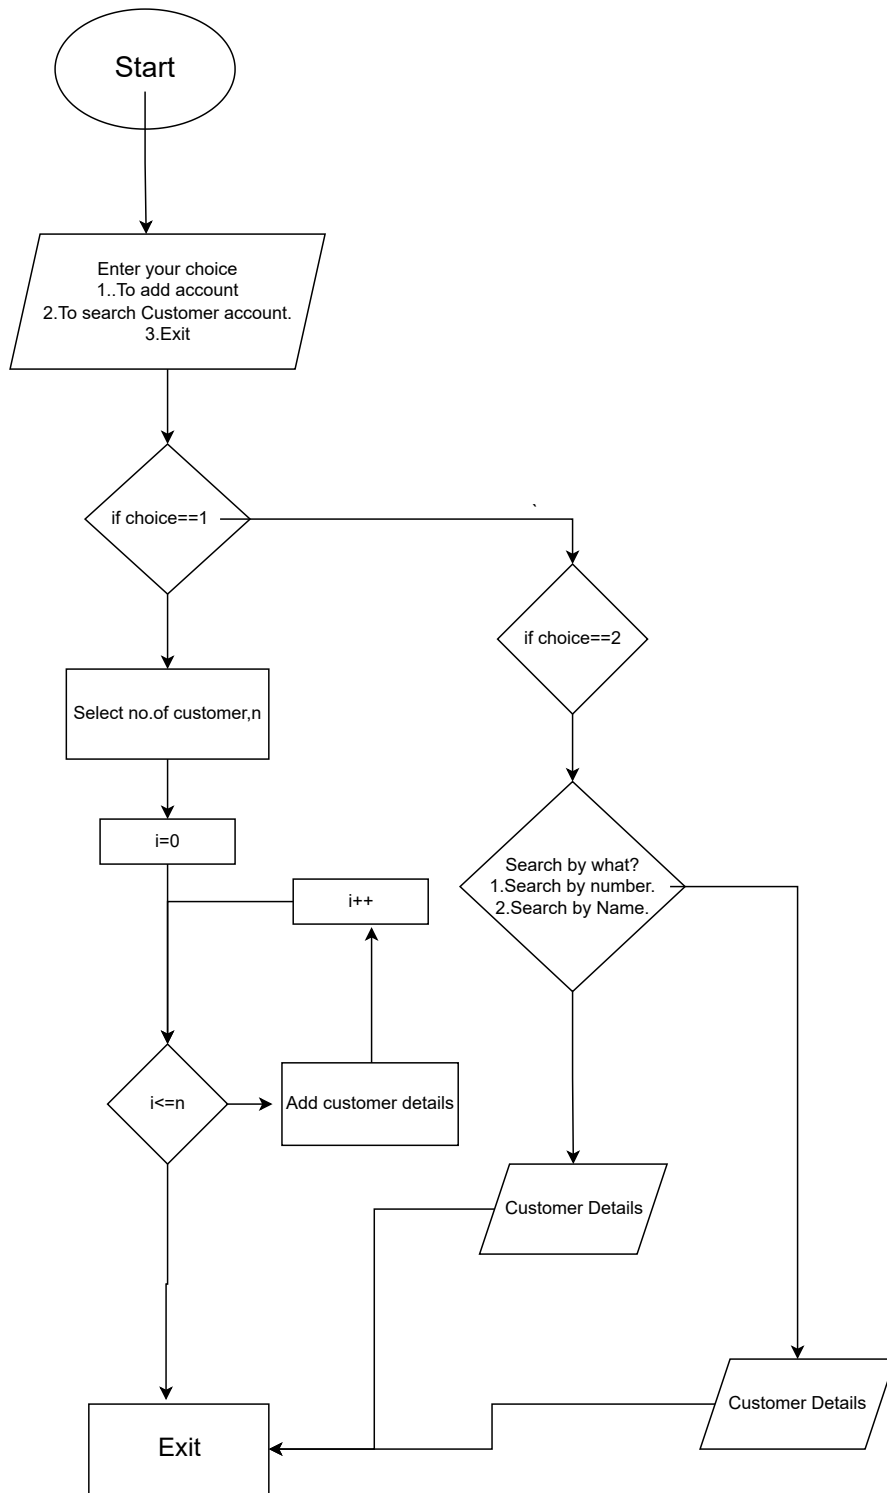 Start
Enter your choice
1..To add account
2.To search Customer account.
3.Exit
if choice==1
`
if choice==2
Select no.of customer,n
i=0
i++
Search by what?
1.Search by number.
2.Search by Name.
i<=n
Add customer details
Customer Details
Customer Details
Exit